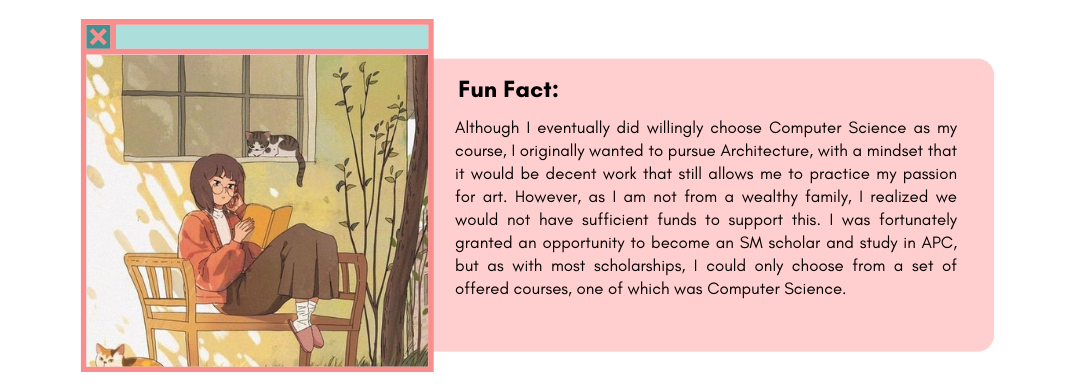 Fun Fact:
Although I eventually did willingly choose Computer Science as my
course, I originally wanted to pursue Architecture, with a mindset that
it would be decent work that still allows me to practice my passion
for art. However, as I am not from a wealthy family, I realized we
would not have sufficient funds to support this. I was fortunately
granted an opportunity to become an SM scholar and study in APC,
but as with most scholarships, I could only choose from a set of
offered courses, one of which was Computer Science.